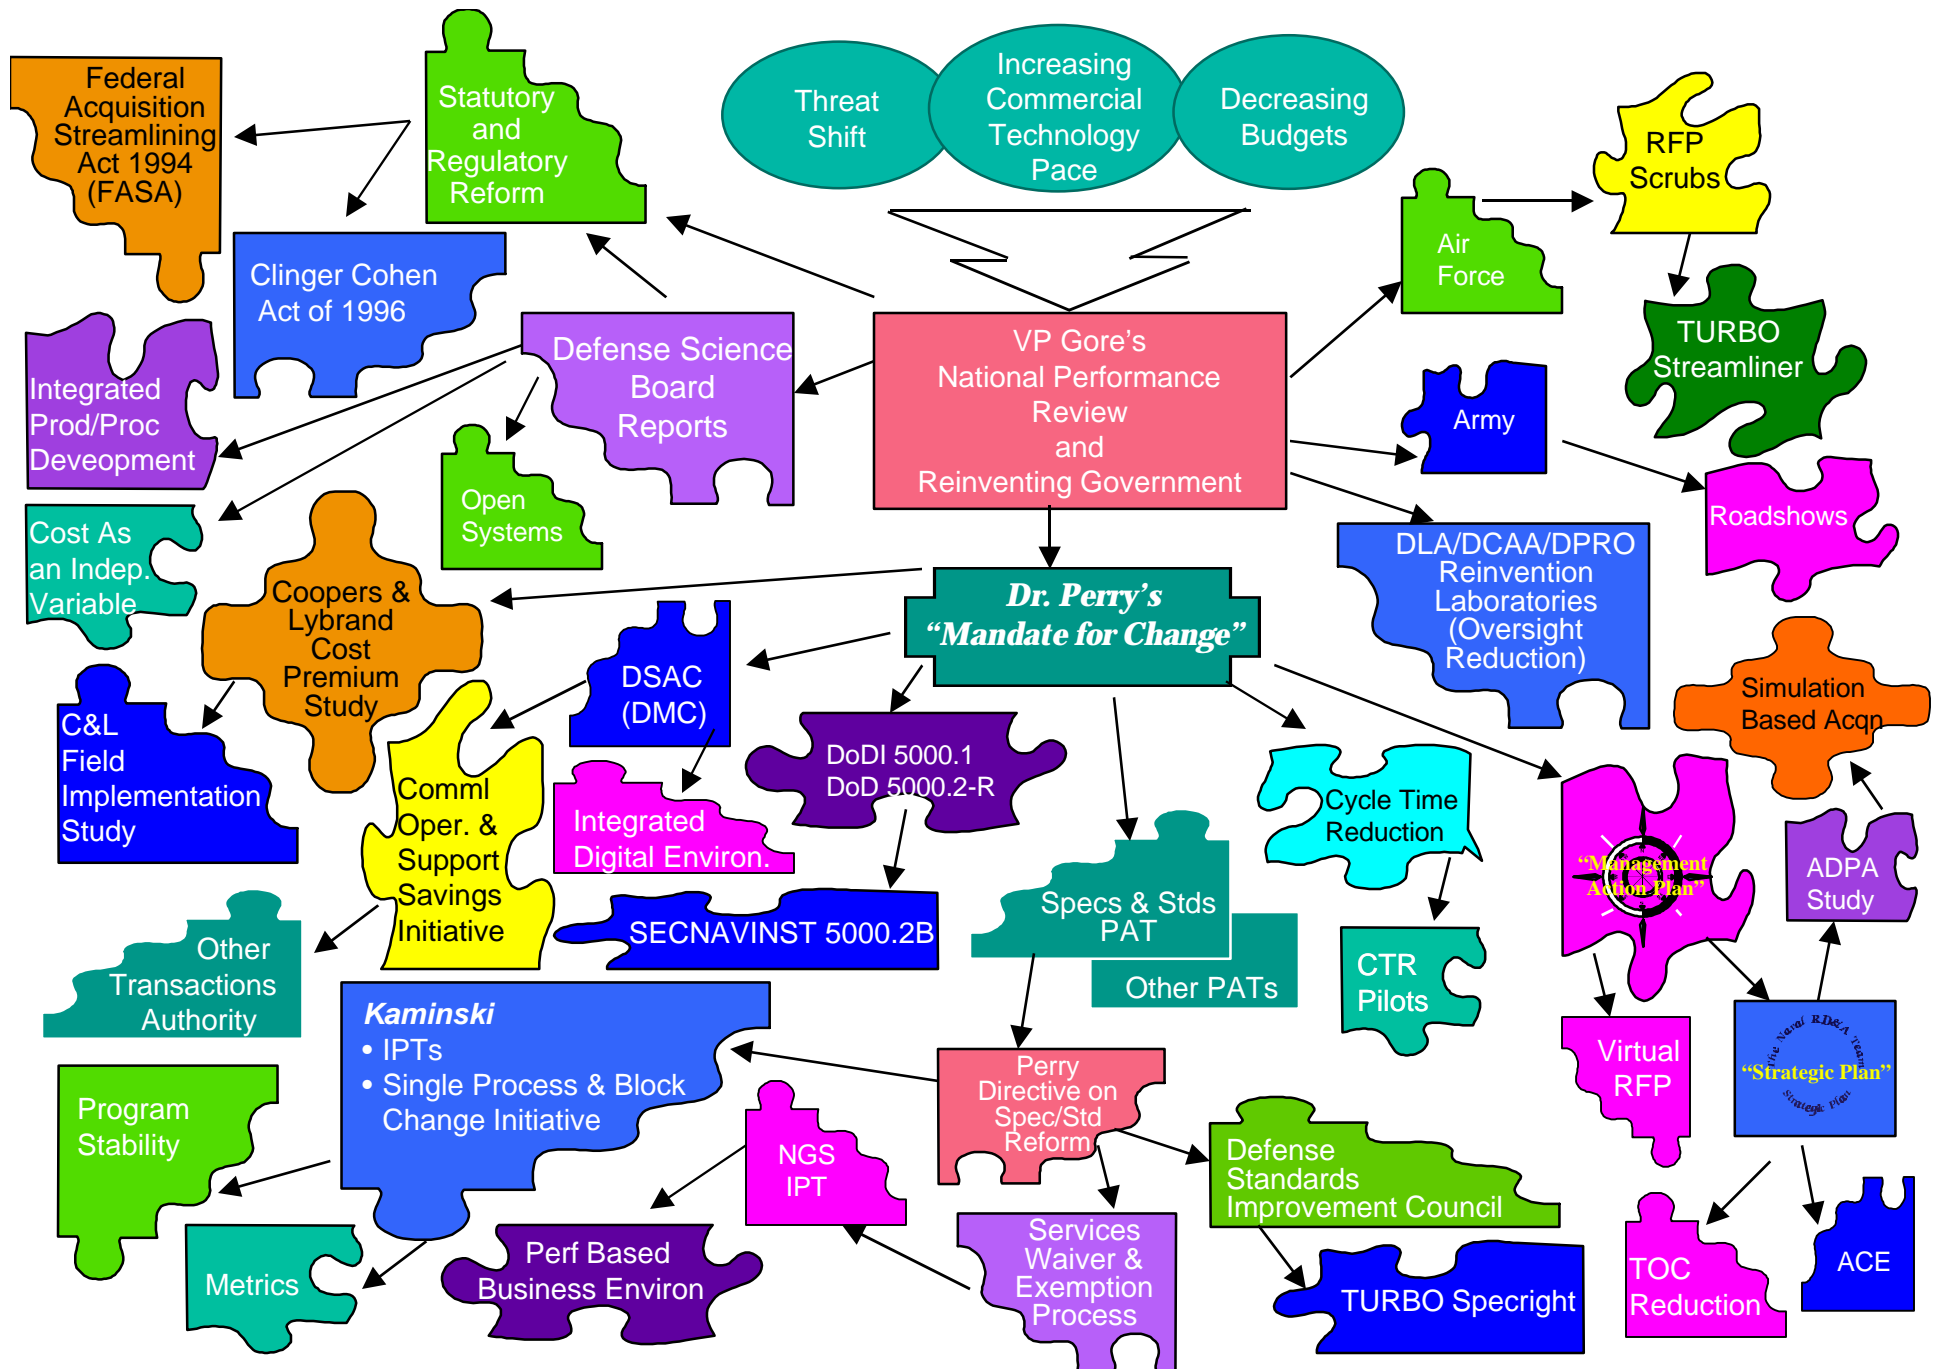 Federal
Acquisition
Streamlining
Act 1994
(FASA)
Statutory
and
Regulatory
Reform
Threat
Shift
Increasing
Commercial
Technology
Pace
Decreasing
Budgets
RFP
Scrubs
Air
Force
Clinger Cohen
Act of 1996
TURBO
Streamliner
Integrated
Prod/Proc
Deveopment
Defense Science
Board
Reports
VP Gore's
National Performance
Review
and
Reinventing Government
Army
Open
Systems
Roadshows
Cost As
an Indep.
Variable
Coopers &
Lybrand
Cost
Premium
Study
Dr. Perry's
“Mandate for Change”
DLA/DCAA/DPRO
Reinvention
Laboratories
(Oversight
Reduction)
Simulation
Based Acqn
C&L
Field
Implementation
Study
DSAC
(DMC)
DoDI 5000.1
DoD 5000.2-R
Comml
Oper. &
Support
Savings
Initiative
Integrated
Digital Environ.
Cycle Time
Reduction
“Management
Action Plan”
ADPA
Study
Other
Transactions
Authority
SECNAVINST 5000.2B
Specs & Stds
PAT
Other PATs
CTR
Pilots
Kaminski
• IPTs
• Single Process & Block
Change Initiative
Program
Stability
Perry
Directive on
Spec/Std
Reform
Virtual
RFP
The Naval RD&A Team
“Strategic Plan”
Strategic Plan
NGS
IPT
Defense
Standards
Improvement Council
Metrics
Perf Based
Business Environ
Services
Waiver &
Exemption
Process
TURBO Specright
TOC
Reduction
ACE